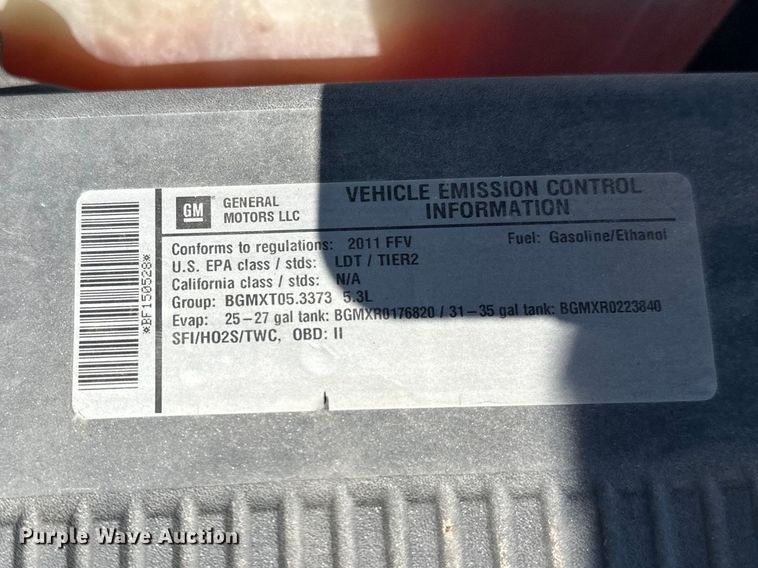 *BF150528*
GM GENERAL MOTORS LLC
VEHICLE EMISSION CONTROL
INFORMATION
Conforms to regulations: 2011 FFV Fuel: Gasoline/Ethanol
U.S. EPA class / stds: LDT / TIER2
California class / stds: N/A
Group: BGMXT05.3373 5.3L
Evap: 25-27 gal tank: BGMXR0176820 / 31-35 gal tank: BGMXR0223840
SFI/HO2S/TWC, OBD: II
Purple Wave Auction